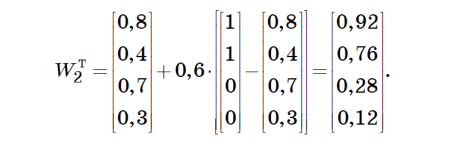 0,8 1 0,8 0,92
0,4 1 0,4 0,76
W₂ᵀ = + 0,6· − = .
0,7 0 0,7 0,28
0,3 0 0,3 0,12